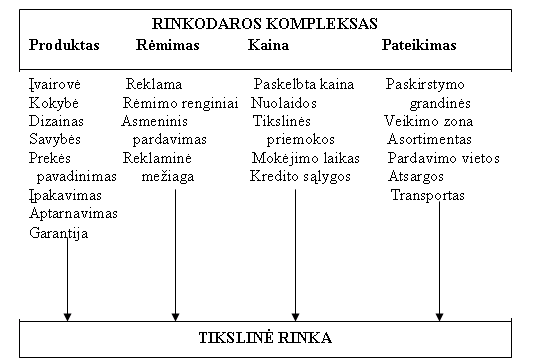 RINKODAROS KOMPLEKSAS
Produktas Rėmimas Kaina Pateikimas
Įvairovė
Kokybė
Dizainas
Savybės
Prekės
pavadinimas
Įpakavimas
Aptarnavimas
Garantija
Reklama
Rėmimo renginiai
Asmeninis
pardavimas
Reklaminė
mežiaga
Paskelbta kaina
Nuolaidos
Tikslinės
priemokos
Mokėjimo laikas
Kredito sąlygos
Paskirstymo
grandinės
Veikimo zona
Asortimentas
Pardavimo vietos
Atsargos
Transportas
TIKSLINĖ RINKA